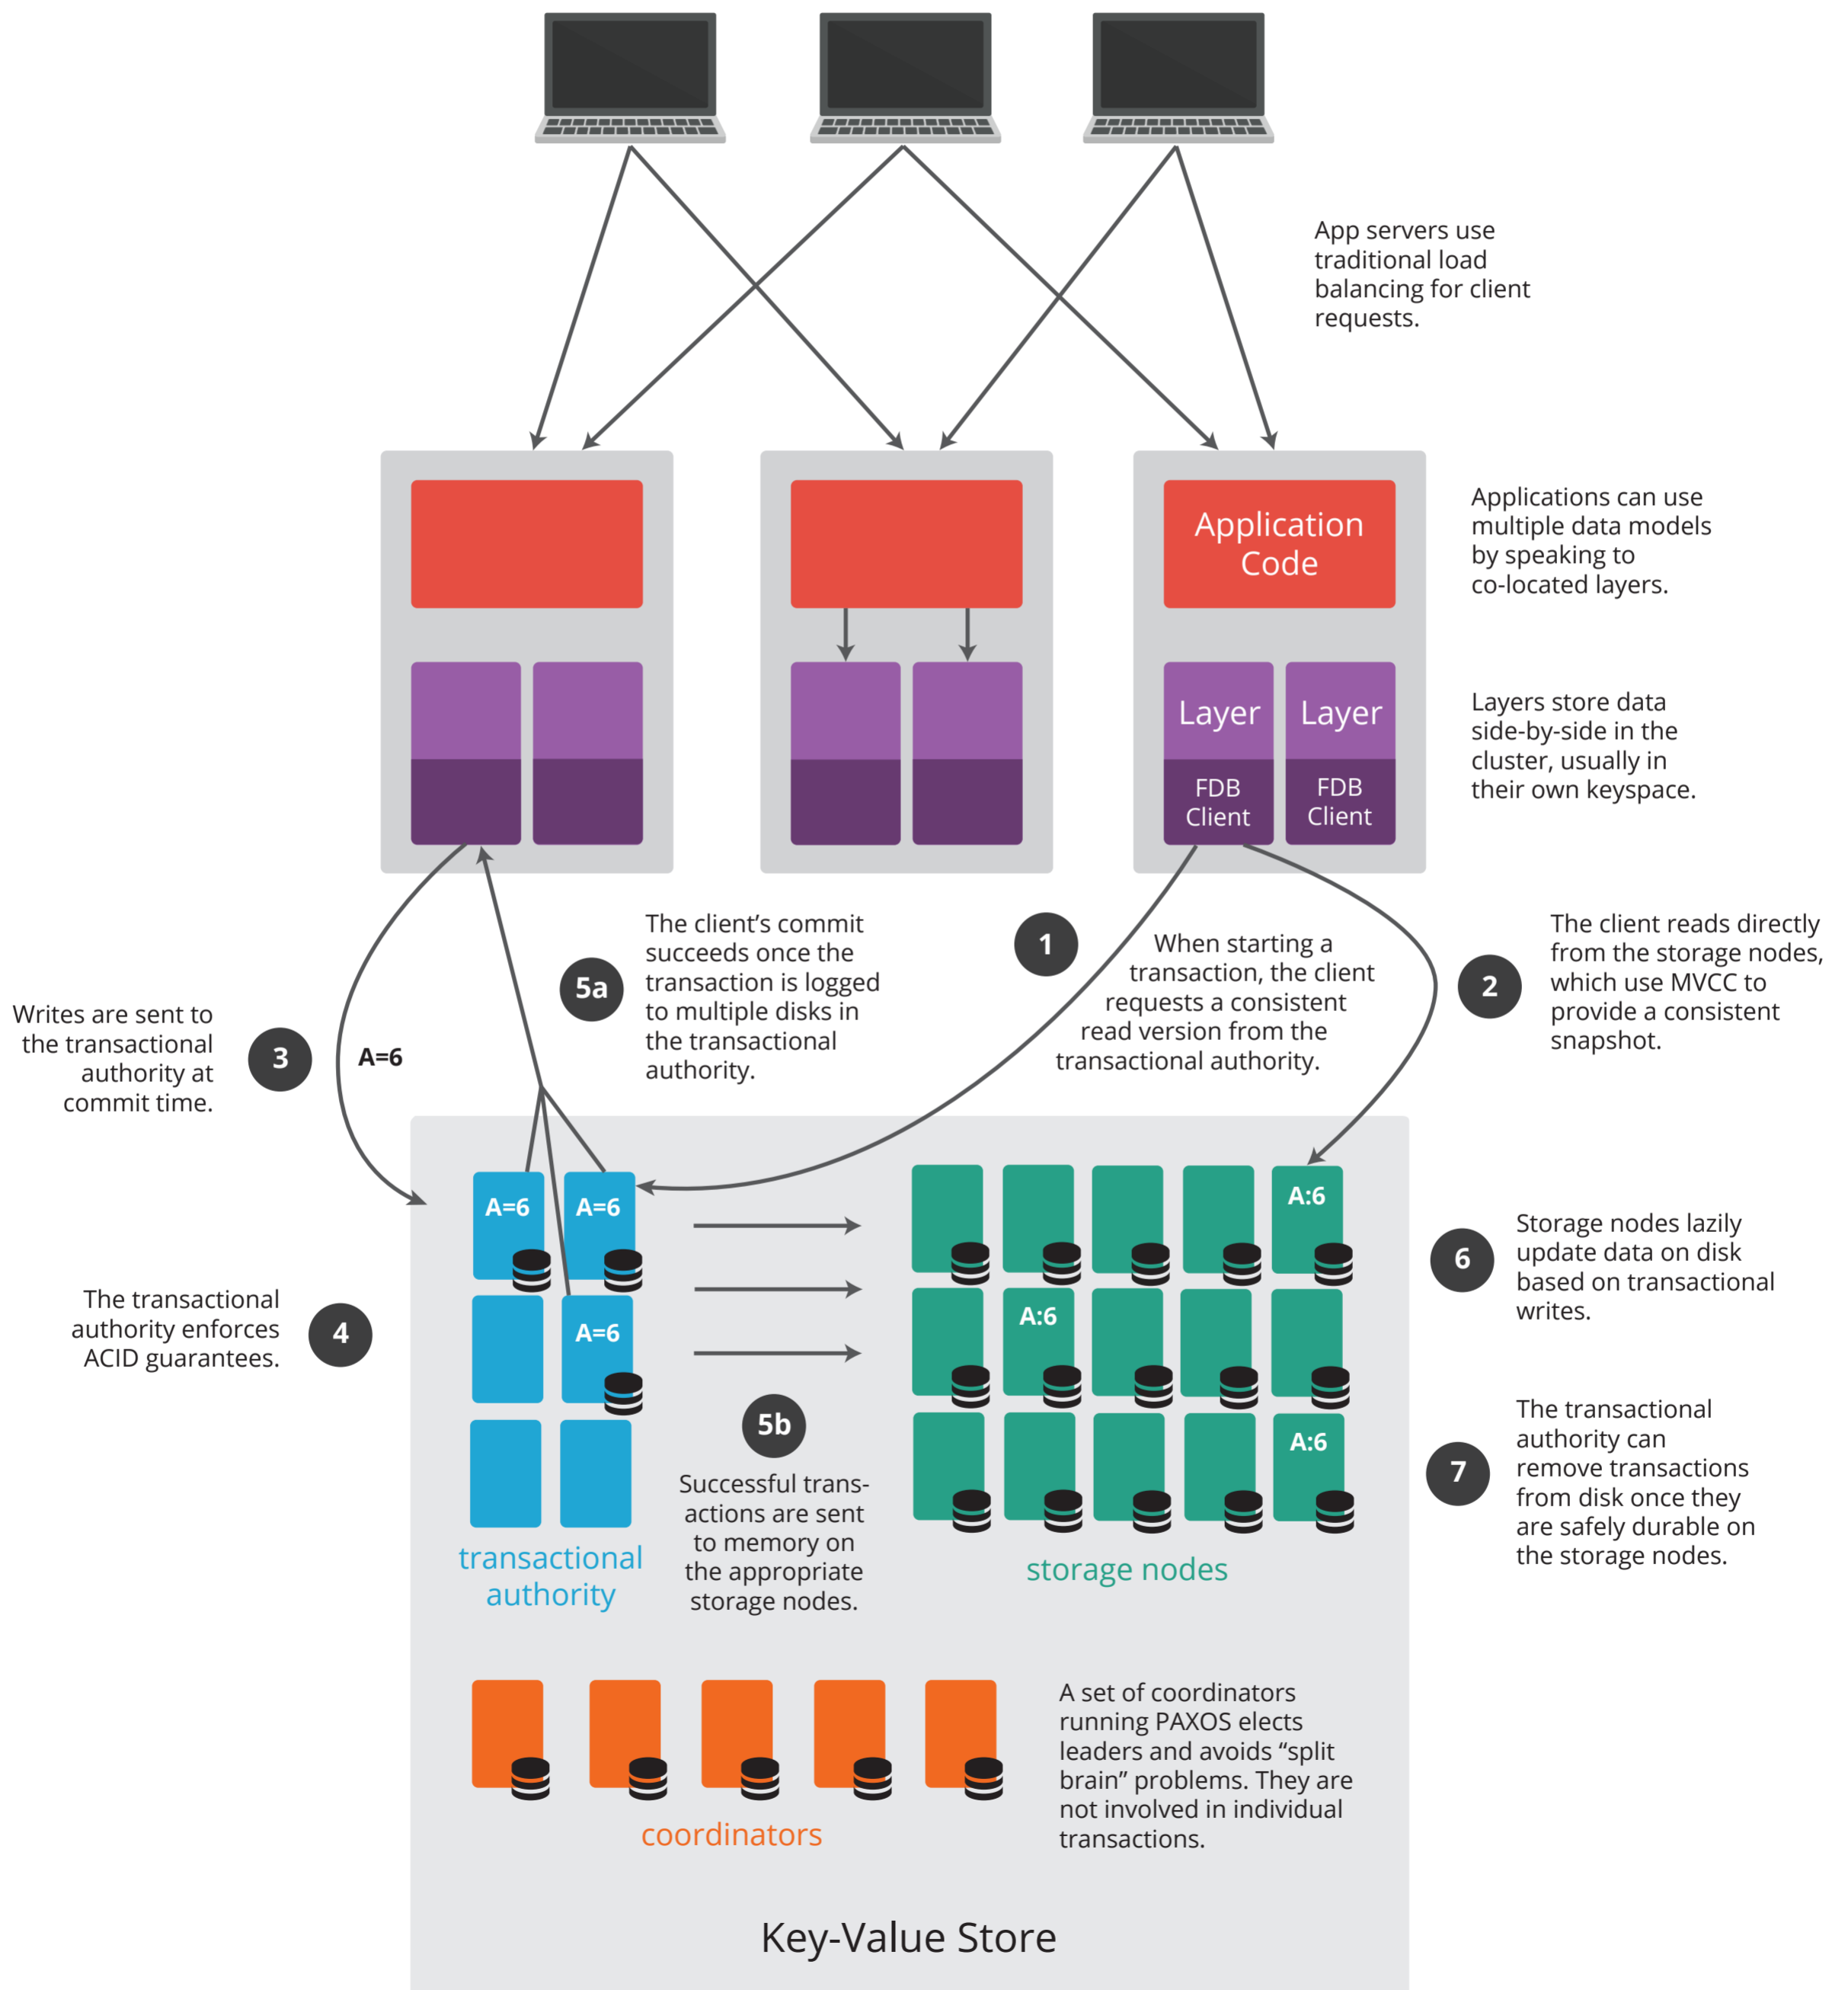 App servers use
traditional load
balancing for client
requests.
Application
Code
Applications can use
multiple data models
by speaking to
co-located layers.
Layer
Layer
FDB
Client
FDB
Client
Layers store data
side-by-side in the
cluster, usually in
their own keyspace.
1
When starting a
transaction, the client
requests a consistent
read version from the
transactional authority.
2
The client reads directly
from the storage nodes,
which use MVCC to
provide a consistent
snapshot.
Writes are sent to
the transactional
authority at
commit time.
3
A=6
5a
The client's commit
succeeds once the
transaction is logged
to multiple disks in
the transactional
authority.
A=6
A=6
A=6
The transactional
authority enforces
ACID guarantees.
4
5b
Successful trans-
actions are sent
to memory on
the appropriate
storage nodes.
transactional
authority
A:6
A:6
A:6
storage nodes
6
Storage nodes lazily
update data on disk
based on transactional
writes.
7
The transactional
authority can
remove transactions
from disk once they
are safely durable on
the storage nodes.
coordinators
A set of coordinators
running PAXOS elects
leaders and avoids “split
brain” problems. They are
not involved in individual
transactions.
Key-Value Store